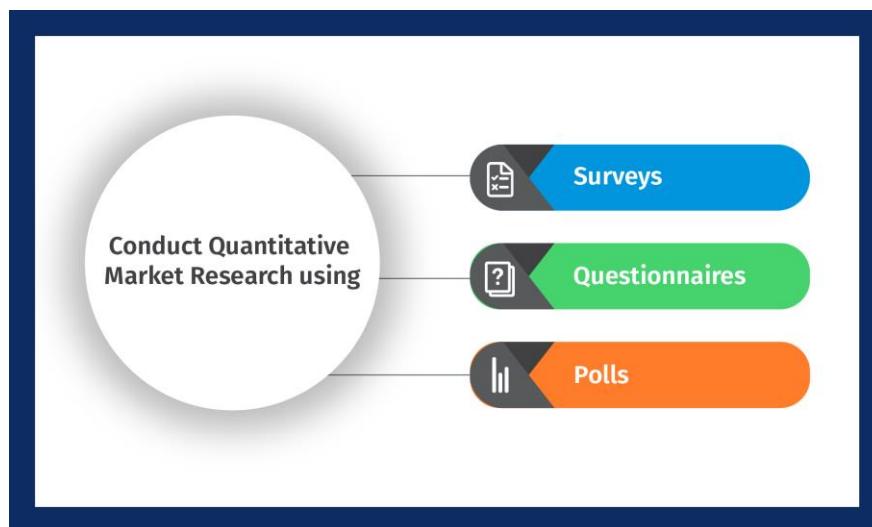 Conduct Quantitative
Market Research using
Surveys
Questionnaires
Polls